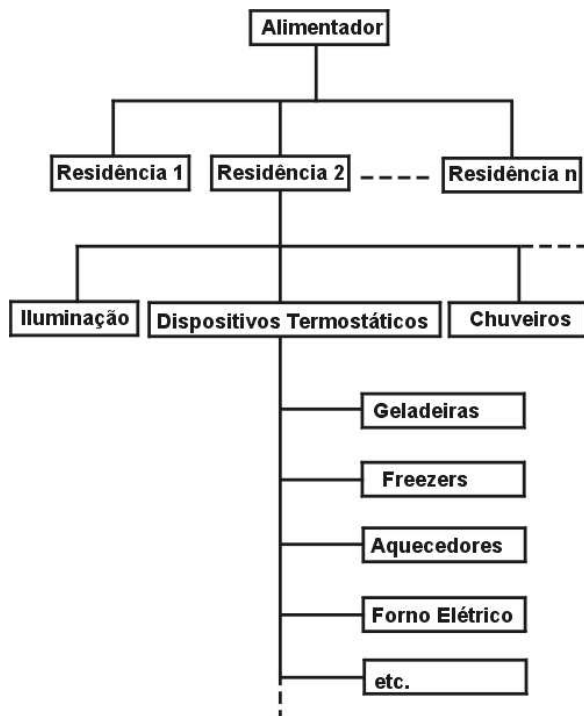 Alimentador
Residência 1
Residência 2
Residência n
Iluminação
Dispositivos Termostáticos
Chuveiros
Geladeiras
Freezers
Aquecedores
Forno Elétrico
etc.